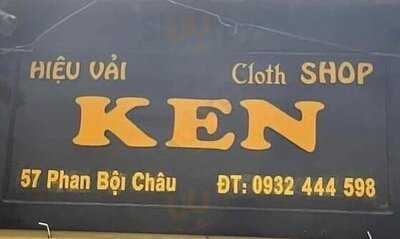 HIỆU VẢI Cloth SHOP
KEN
57 Phan Bội Châu ĐT: 0932 444 598